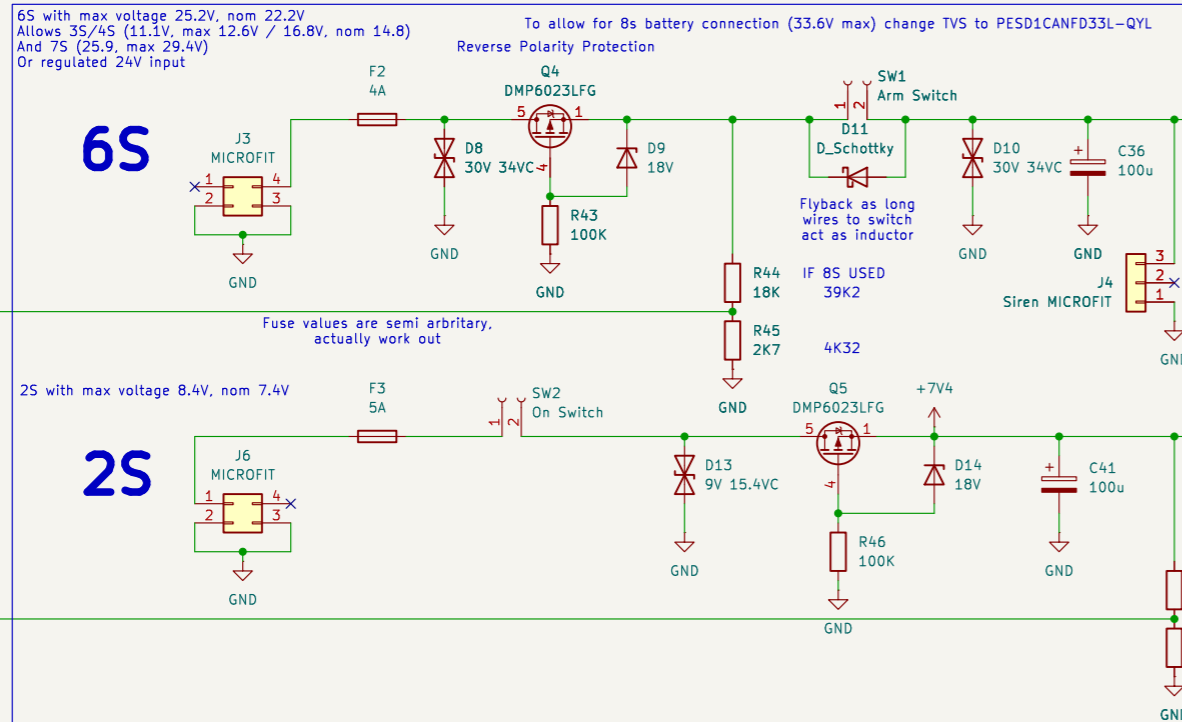 6S with max voltage 25.2V, nom 22.2V
Allows 3S/4S (11.1V, max 12.6V / 16.8V, nom 14.8)
And 7S (25.9, max 29.4V)
Or regulated 24V input
To allow for 8s battery connection (33.6V max) change TVS to PESD1CANFD33L-QYL
Reverse Polarity Protection
6S
J3
MICROFIT
1
2
4
3
GND
F2
4A
D8
30V 34VC
GND
Q4
DMP6023LFG
5
1
4
D9
18V
R43
100K
GND
SW1
Arm Switch
1
2
D11
D_Schottky
Flyback as long
wires to switch
act as inductor
D10
30V 34VC
GND
+
C36
100u
GND
R44
18K
IF 8S USED
39K2
R45
2K7
4K32
GND
J4
Siren MICROFIT
3
2
1
GND
Fuse values are semi arbritary,
actually work out
2S with max voltage 8.4V, nom 7.4V
2S
J6
MICROFIT
1
2
4
3
GND
F3
5A
SW2
On Switch
1
2
D13
9V 15.4VC
GND
Q5
DMP6023LFG
5
1
4
+7V4
D14
18V
R46
100K
GND
+
C41
100u
GND
GND